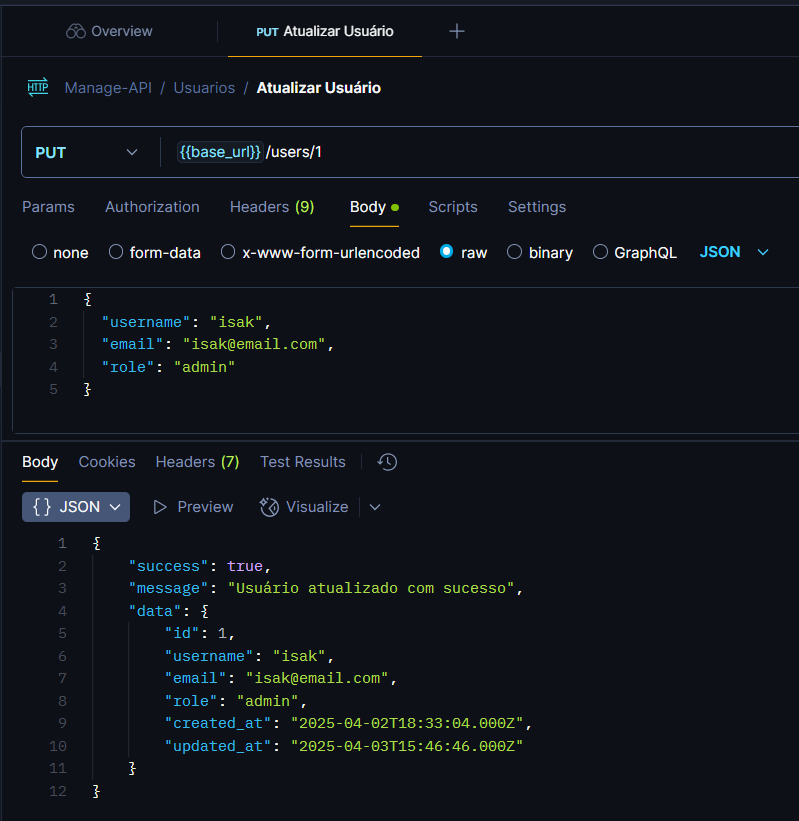 Overview PUT Atualizar Usuário +
HTTP Manage-API / Usuarios / Atualizar Usuário
PUT {{base_url}}/users/1
Params Authorization Headers (9) Body Scripts Settings
none form-data x-www-form-urlencoded raw binary GraphQL JSON
1 {
2 "username": "isak",
3 "email": "isak@email.com",
4 "role": "admin"
5 }
Body Cookies Headers (7) Test Results
{} JSON Preview Visualize
1 {
2 "success": true,
3 "message": "Usuário atualizado com sucesso",
4 "data": {
5 "id": 1,
6 "username": "isak",
7 "email": "isak@email.com",
8 "role": "admin",
9 "created_at": "2025-04-02T18:33:04.000Z",
10 "updated_at": "2025-04-03T15:46:46.000Z"
11 }
12 }